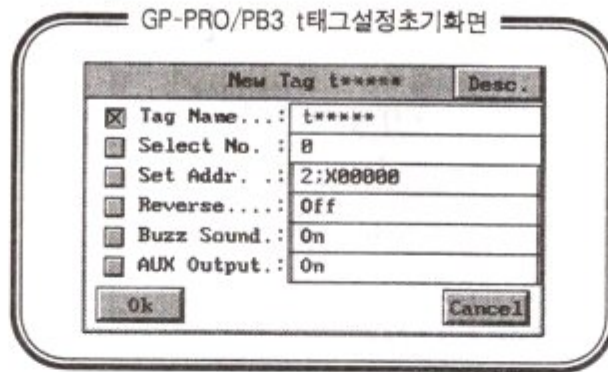 GP-PRO/PB3 t태그설정초기화면
New Tag t***** Desc.
Tag Name...: t*****
Select No. : 0
Set Addr. .: 2;X00000
Reverse....: Off
Buzz Sound.: On
AUX Output.: On
Ok Cancel